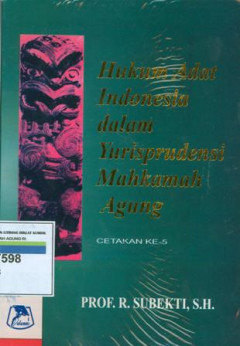 Hukum Adat
Indonesia
dalam
Yurisprudensi
Mahkamah
Agung
CETAKAN KE-5
598
PROF. R. SUBEKTI, S.H.